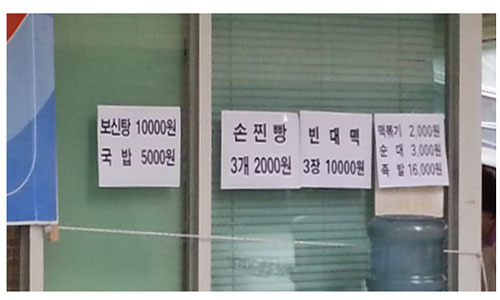 보신탕 10000원
국 밥 5000원
손 찐 빵
3개 2000원
빈 대 떡
3장 10000원
떡볶기 2,000원
순 대 3,000원
족 발 16,000원